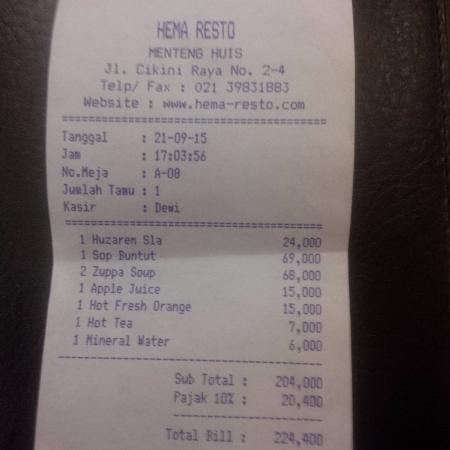 HEMA RESTO
MENTENG HUIS
Jl. Cikini Raya No. 2-4
Telp/ Fax : 021 39831883
Website : www.hema-resto.com
Tanggal : 21-09-15
Jam : 17:03:56
No.Meja : A-08
Jumlah Tamu : 1
Kasir : Dewi
1 Huzaren Sla 24,000
1 Sop Buntut 69,000
2 Zuppa Soup 68,000
1 Apple Juice 15,000
1 Hot Fresh Orange 15,000
1 Hot Tea 7,000
1 Mineral Water 6,000
Sub Total : 204,000
Pajak 10% : 20,400
Total Bill : 224,400